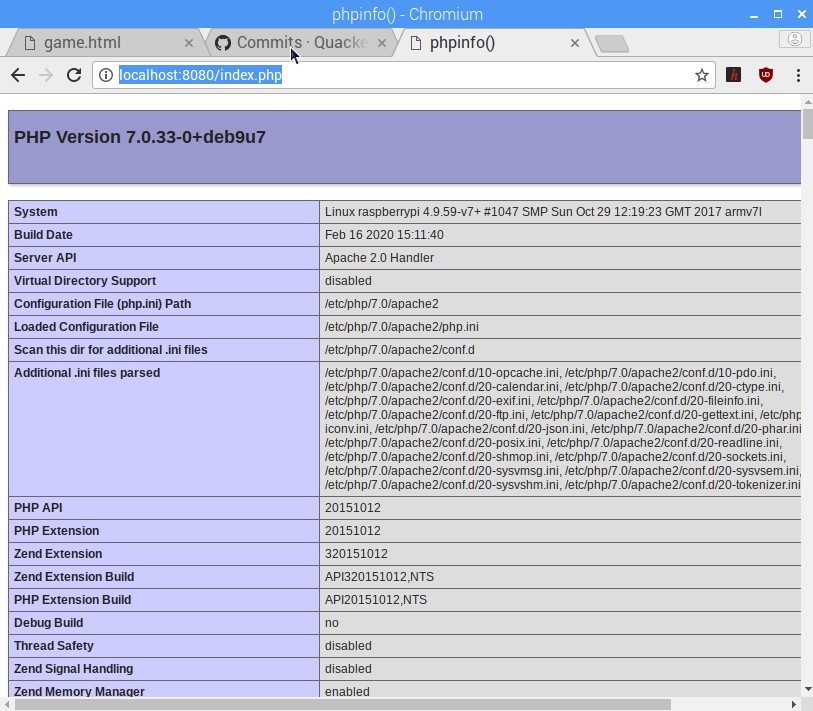 phpinfo() - Chromium
game.html
Commits · Quacke
phpinfo()
localhost:8080/index.php
PHP Version 7.0.33-0+deb9u7
System Linux raspberrypi 4.9.59-v7+ #1047 SMP Sun Oct 29 12:19:23 GMT 2017 armv7l
Build Date Feb 16 2020 15:11:40
Server API Apache 2.0 Handler
Virtual Directory Support disabled
Configuration File (php.ini) Path /etc/php/7.0/apache2
Loaded Configuration File /etc/php/7.0/apache2/php.ini
Scan this dir for additional .ini files /etc/php/7.0/apache2/conf.d
Additional .ini files parsed /etc/php/7.0/apache2/conf.d/10-opcache.ini, /etc/php/7.0/apache2/conf.d/10-pdo.ini,
/etc/php/7.0/apache2/conf.d/20-calendar.ini, /etc/php/7.0/apache2/conf.d/20-ctype.ini,
/etc/php/7.0/apache2/conf.d/20-exif.ini, /etc/php/7.0/apache2/conf.d/20-fileinfo.ini,
/etc/php/7.0/apache2/conf.d/20-ftp.ini, /etc/php/7.0/apache2/conf.d/20-gettext.ini, /etc/php
iconv.ini, /etc/php/7.0/apache2/conf.d/20-json.ini, /etc/php/7.0/apache2/conf.d/20-phar.ini
/etc/php/7.0/apache2/conf.d/20-posix.ini, /etc/php/7.0/apache2/conf.d/20-readline.ini,
/etc/php/7.0/apache2/conf.d/20-shmop.ini, /etc/php/7.0/apache2/conf.d/20-sockets.ini,
/etc/php/7.0/apache2/conf.d/20-sysvmsg.ini, /etc/php/7.0/apache2/conf.d/20-sysvsem.ini,
/etc/php/7.0/apache2/conf.d/20-sysvshm.ini, /etc/php/7.0/apache2/conf.d/20-tokenizer.ini
PHP API 20151012
PHP Extension 20151012
Zend Extension 320151012
Zend Extension Build API320151012,NTS
PHP Extension Build API20151012,NTS
Debug Build no
Thread Safety disabled
Zend Signal Handling disabled
Zend Memory Manager enabled